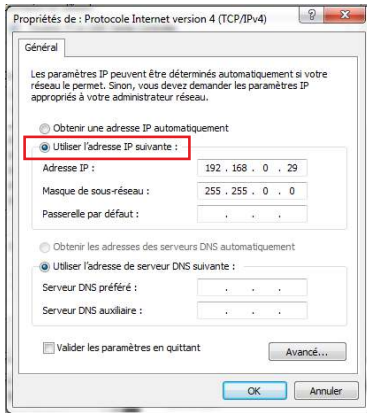 Propriétés de : Protocole Internet version 4 (TCP/IPv4)
Général
Les paramètres IP peuvent être déterminés automatiquement si votre
réseau le permet. Sinon, vous devez demander les paramètres IP
appropriés à votre administrateur réseau.
Obtenir une adresse IP automatiquement
Utiliser l'adresse IP suivante :
Adresse IP : 192 . 168 . 0 . 29
Masque de sous-réseau : 255 . 255 . 0 . 0
Passerelle par défaut : . . .
Obtenir les adresses des serveurs DNS automatiquement
Utiliser l'adresse de serveur DNS suivante :
Serveur DNS préféré : . . .
Serveur DNS auxiliaire : . . .
Valider les paramètres en quittant
Avancé...
OK Annuler